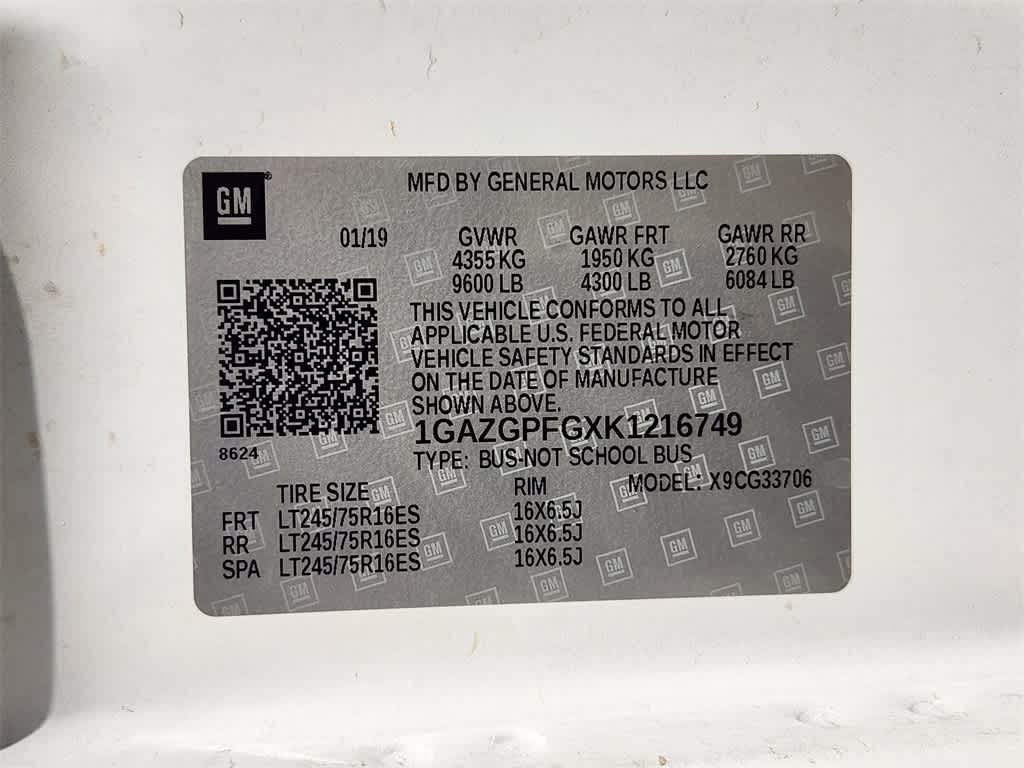 GM
MFD BY GENERAL MOTORS LLC
01/19 GVWR GAWR FRT GAWR RR
4355 KG 1950 KG 2760 KG
9600 LB 4300 LB 6084 LB
THIS VEHICLE CONFORMS TO ALL
APPLICABLE U.S. FEDERAL MOTOR
VEHICLE SAFETY STANDARDS IN EFFECT
ON THE DATE OF MANUFACTURE
SHOWN ABOVE.
1GAZGPFGXK1216749
8624
TYPE: BUS-NOT SCHOOL BUS
MODEL: X9CG33706
TIRE SIZE RIM
FRT LT245/75R16ES 16X6.5J
RR LT245/75R16ES 16X6.5J
SPA LT245/75R16ES 16X6.5J